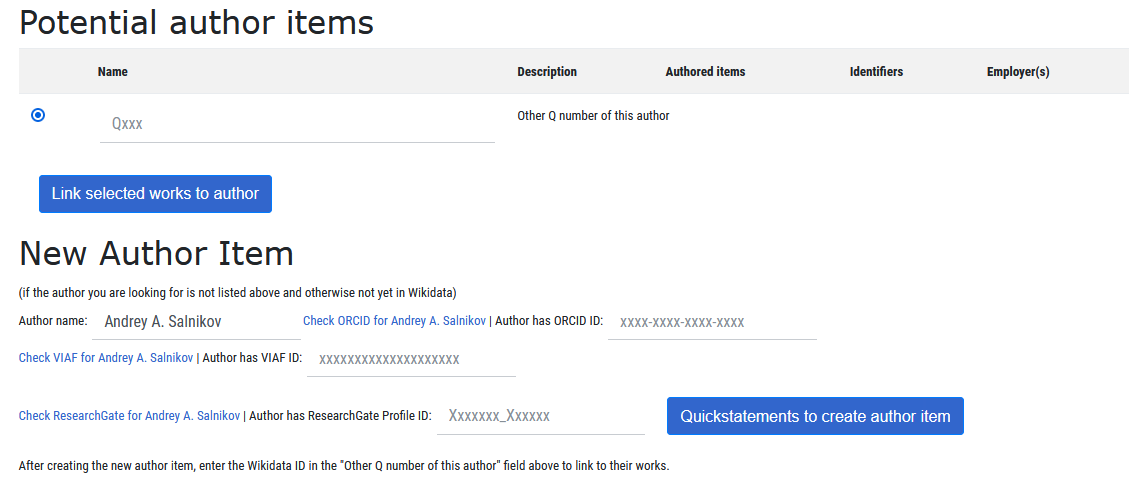 Potential author items
Name Description Authored items Identifiers Employer(s)
Qxxx Other Q number of this author
Link selected works to author
New Author Item
(if the author you are looking for is not listed above and otherwise not yet in Wikidata)
Author name: Andrey A. Salnikov Check ORCID for Andrey A. Salnikov | Author has ORCID ID: xxxx-xxxx-xxxx-xxxx
Check VIAF for Andrey A. Salnikov | Author has VIAF ID: xxxxxxxxxxxxxxxxxxxx
Check ResearchGate for Andrey A. Salnikov | Author has ResearchGate Profile ID: Xxxxxxx_Xxxxxx Quickstatements to create author item
After creating the new author item, enter the Wikidata ID in the "Other Q number of this author" field above to link to their works.